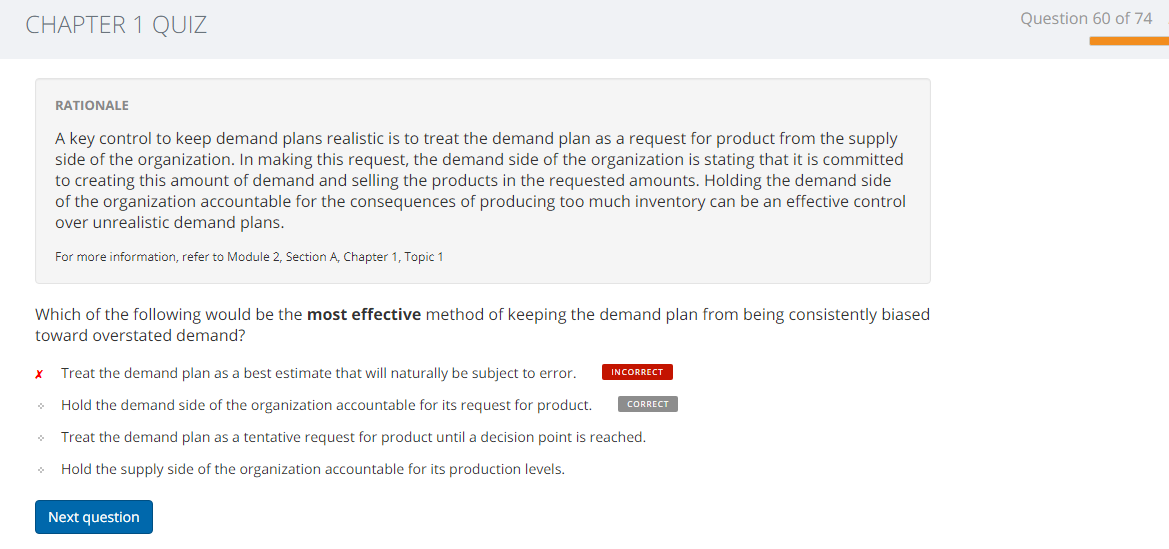 CHAPTER 1 QUIZ
Question 60 of 74
RATIONALE
A key control to keep demand plans realistic is to treat the demand plan as a request for product from the supply
side of the organization. In making this request, the demand side of the organization is stating that it is committed
to creating this amount of demand and selling the products in the requested amounts. Holding the demand side
of the organization accountable for the consequences of producing too much inventory can be an effective control
over unrealistic demand plans.
For more information, refer to Module 2, Section A, Chapter 1, Topic 1
Which of the following would be the most effective method of keeping the demand plan from being consistently biased
toward overstated demand?
✗ Treat the demand plan as a best estimate that will naturally be subject to error. INCORRECT
Hold the demand side of the organization accountable for its request for product. CORRECT
Treat the demand plan as a tentative request for product until a decision point is reached.
Hold the supply side of the organization accountable for its production levels.
Next question